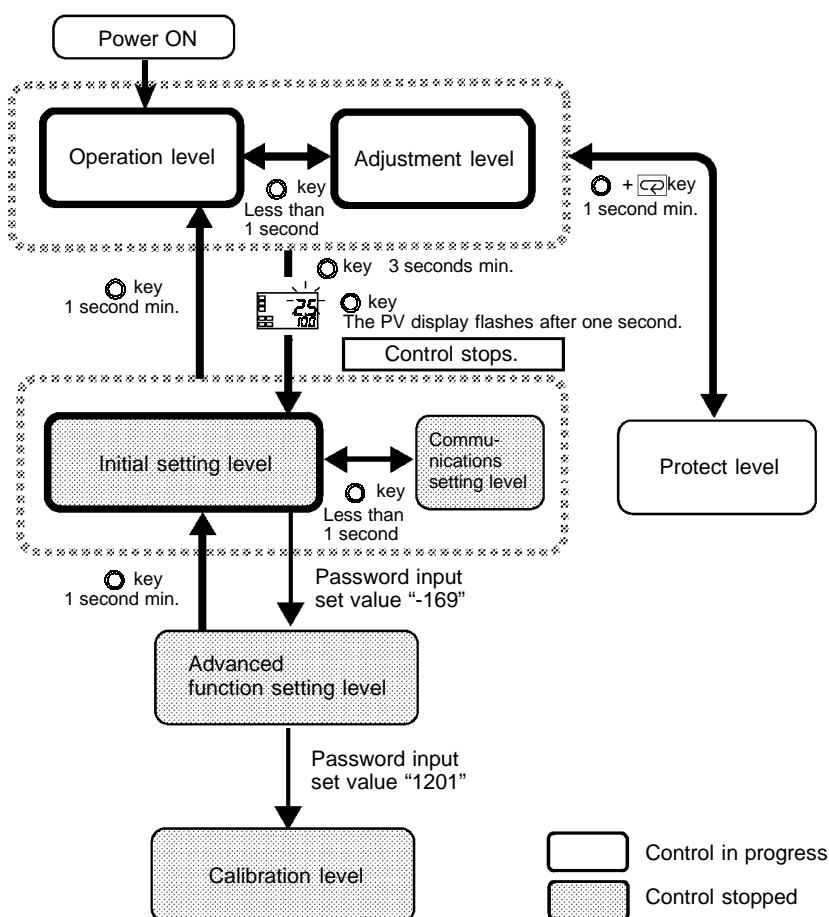 Power ON
Operation level
Adjustment level
key
Less than
1 second
+ key
1 second min.
key
1 second min.
key 3 seconds min.
25
100
key
The PV display flashes after one second.
Control stops.
Initial setting level
Commu-
nications
setting level
Protect level
key
Less than
1 second
key
1 second min.
Password input
set value “-169”
Advanced
function setting level
Password input
set value “1201”
Calibration level
Control in progress
Control stopped